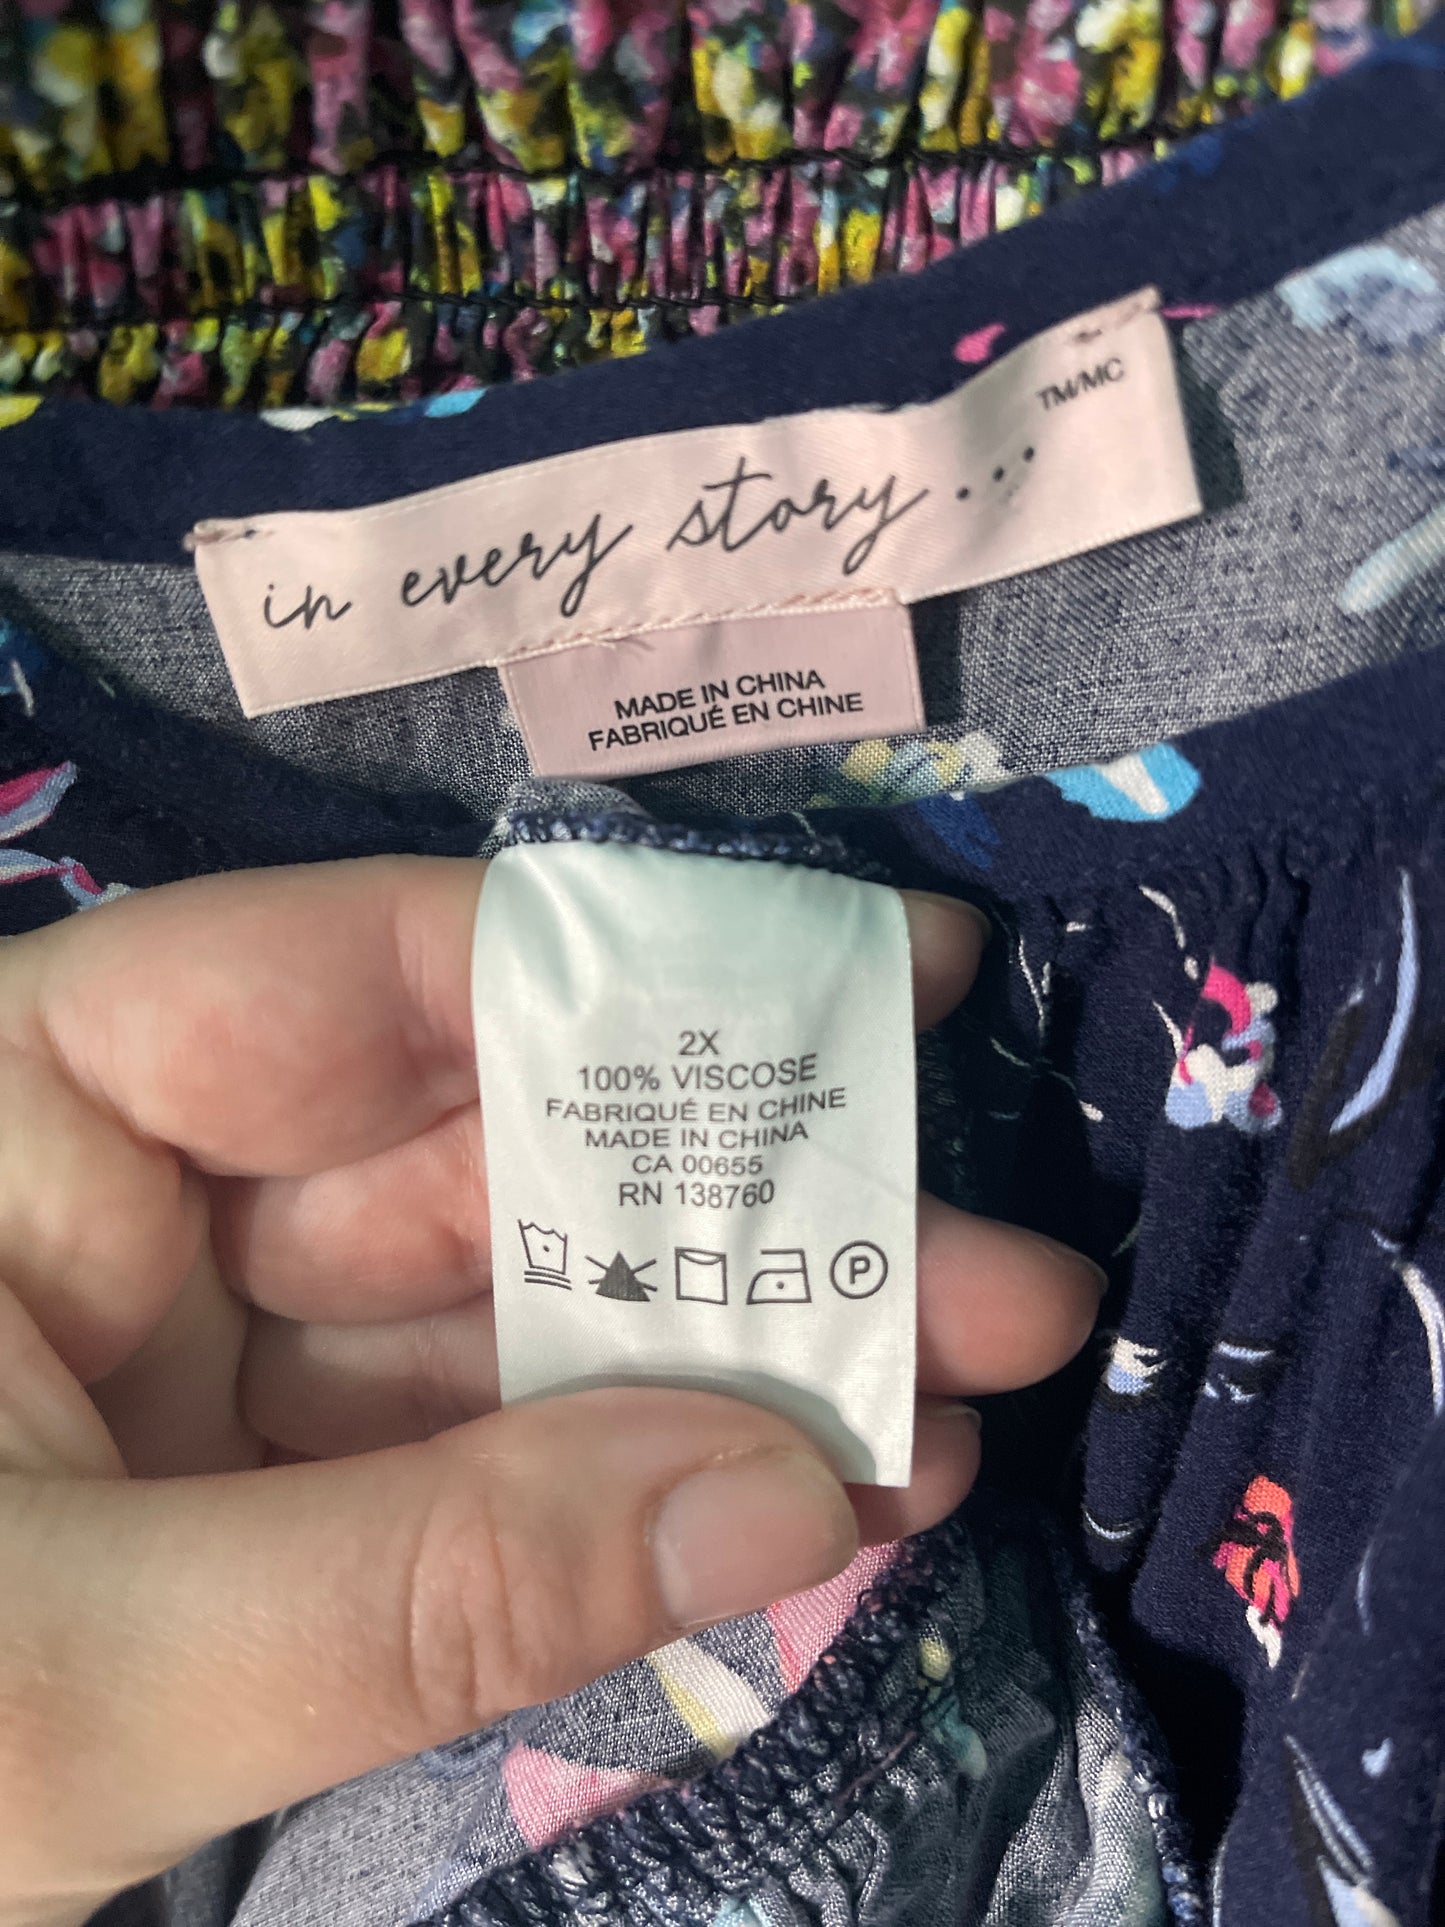 in every story... TM/MC
MADE IN CHINA
FABRIQUÉ EN CHINE
2X
100% VISCOSE
FABRIQUÉ EN CHINE
MADE IN CHINA
CA 00655
RN 138760
P